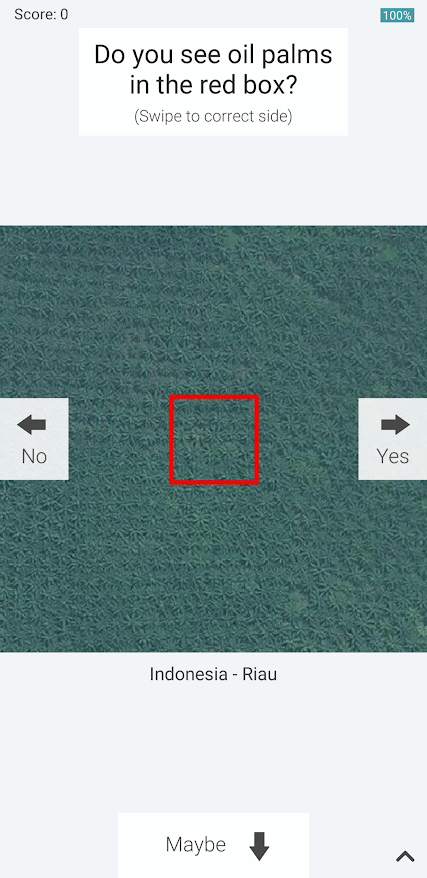 Score: 0
100%
Do you see oil palms
in the red box?
(Swipe to correct side)
No
Yes
Indonesia - Riau
Maybe